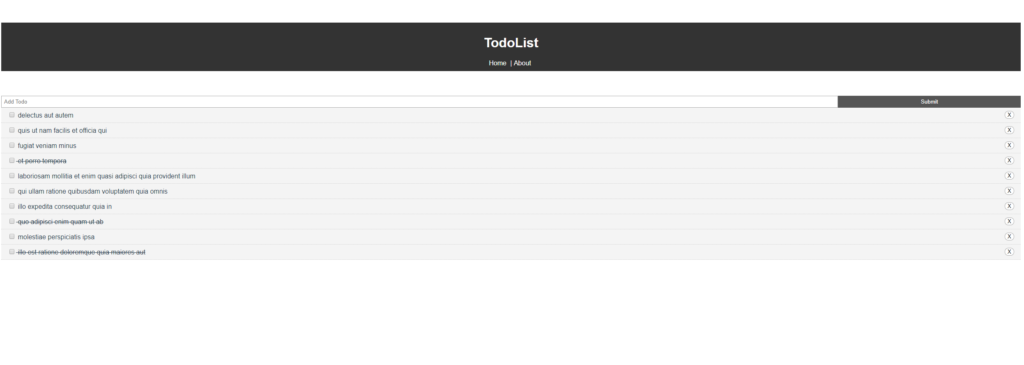 TodoList
Home | About
Add Todo Submit
delectus aut autem X
quis ut nam facilis et officia qui X
fugiat veniam minus X
et porro tempora X
laboriosam mollitia et enim quasi adipisci quia provident illum X
qui ullam ratione quibusdam voluptatem quia omnis X
illo expedita consequatur quia in X
quo adipisci enim quam ut ab X
molestiae perspiciatis ipsa X
illo est ratione doloremque quia maiores aut X